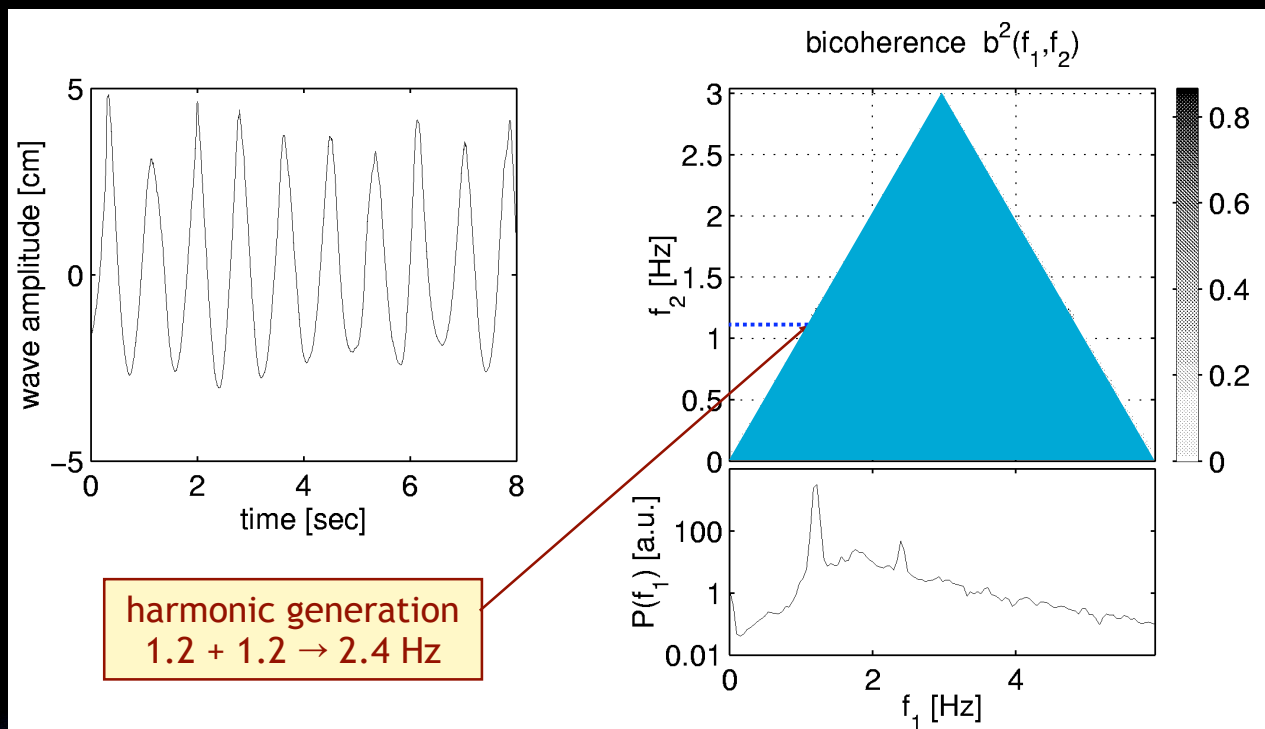 bicoherence b²(f₁,f₂)
5
0
−5
wave amplitude [cm]
0 2 4 6 8
time [sec]
3
2.5
2
1.5
1
0.5
0
f₂ [Hz]
0.8
0.6
0.4
0.2
0
harmonic generation
1.2 + 1.2 → 2.4 Hz
100
1
0.01
P(f₁) [a.u.]
0 2 4
f₁ [Hz]